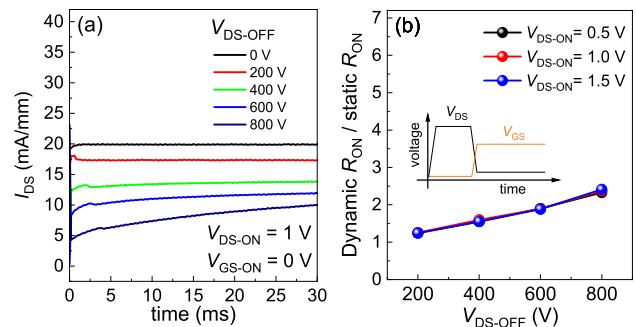 (a)
V_DS-OFF
0 V
200 V
400 V
600 V
800 V
V_DS-ON = 1 V
V_GS-ON = 0 V
I_DS (mA/mm)
40
35
30
25
20
15
10
5
0
0 5 10 15 20 25 30
time (ms)
(b)
V_DS-ON = 0.5 V
V_DS-ON = 1.0 V
V_DS-ON = 1.5 V
V_DS
V_GS
voltage
time
Dynamic R_ON / static R_ON
7
6
5
4
3
2
1
0
200 400 600 800
V_DS-OFF (V)